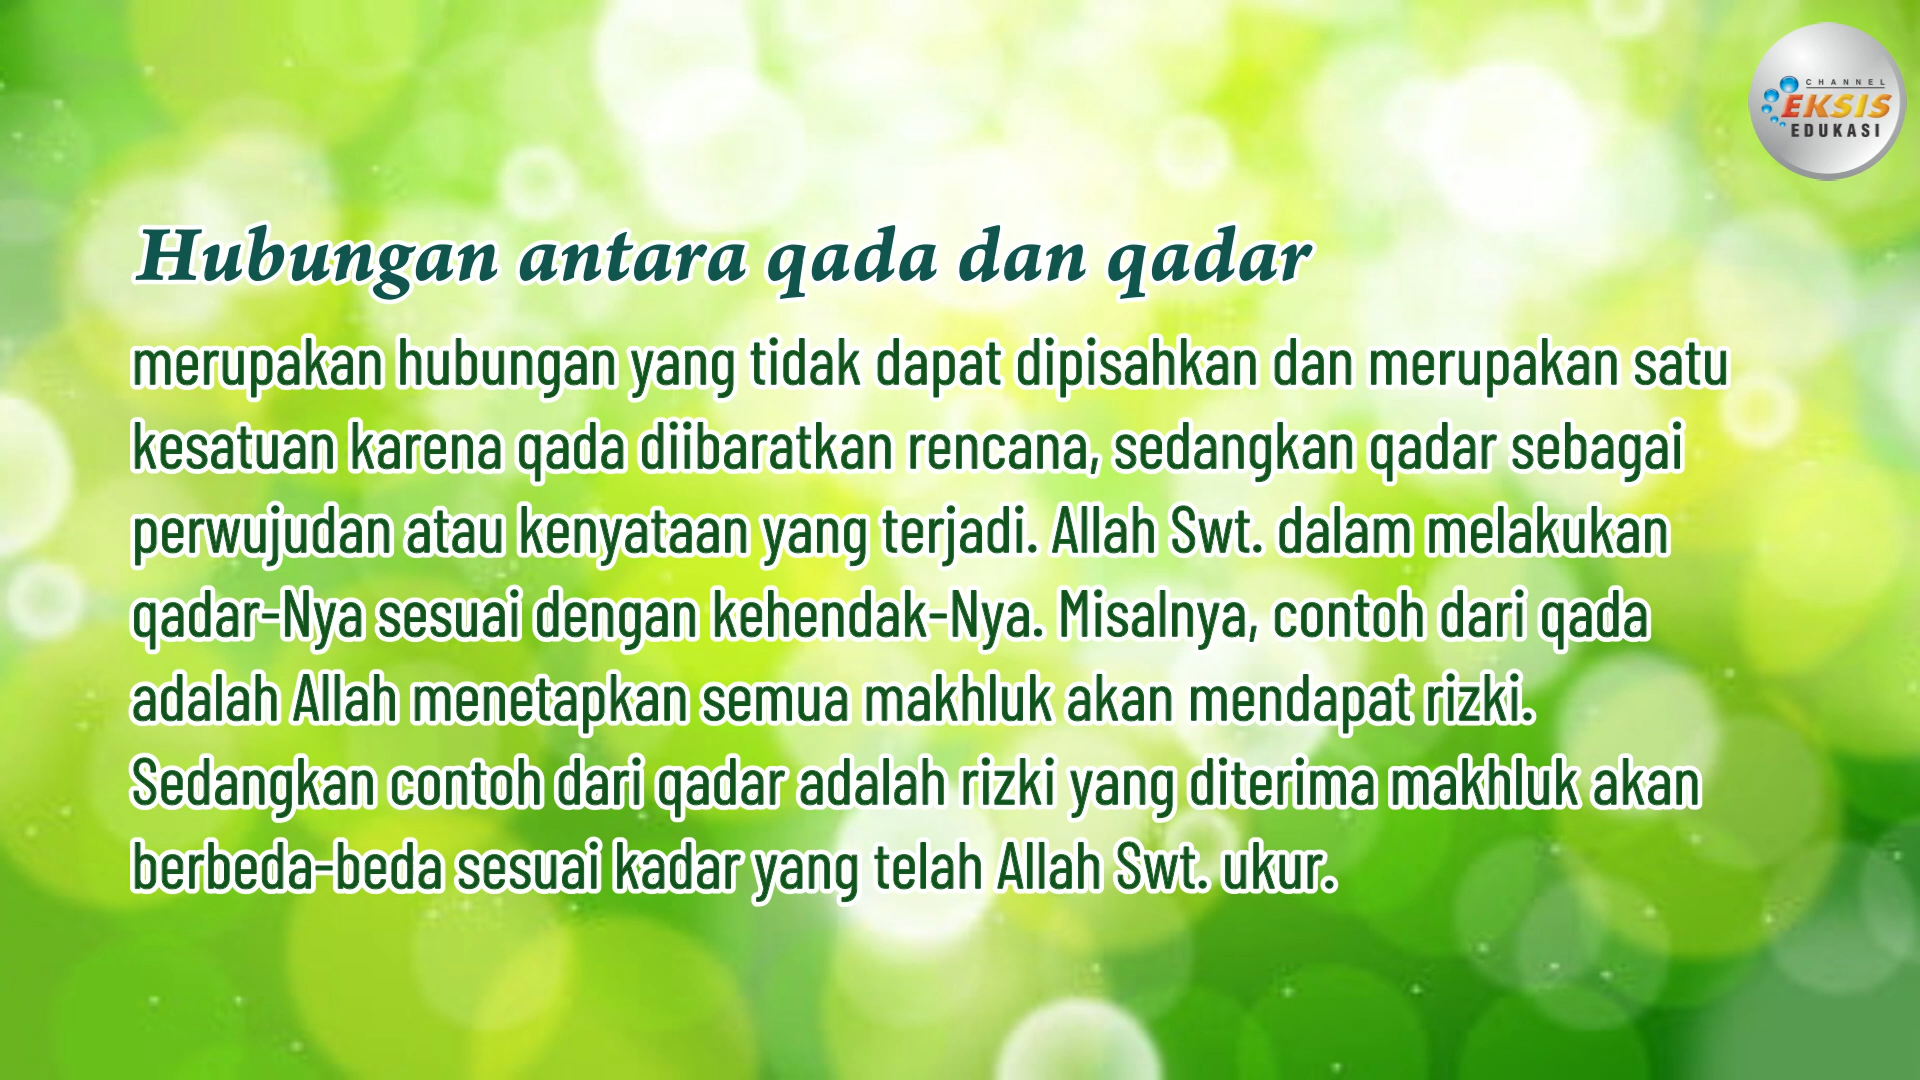 CHANNEL
EKSIS
EDUKASI
Hubungan antara qada dan qadar
merupakan hubungan yang tidak dapat dipisahkan dan merupakan satu
kesatuan karena qada diibaratkan rencana, sedangkan qadar sebagai
perwujudan atau kenyataan yang terjadi. Allah Swt. dalam melakukan
qadar-Nya sesuai dengan kehendak-Nya. Misalnya, contoh dari qada
adalah Allah menetapkan semua makhluk akan mendapat rizki.
Sedangkan contoh dari qadar adalah rizki yang diterima makhluk akan
berbeda-beda sesuai kadar yang telah Allah Swt. ukur.